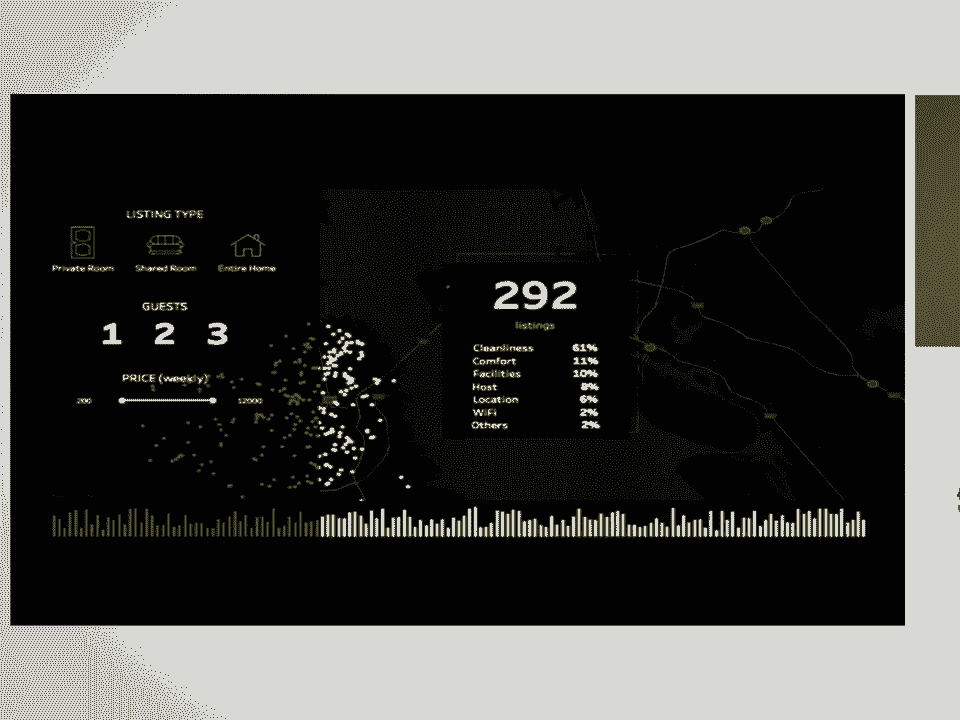 LISTING TYPE
Private Room Shared Room Entire Home
GUESTS
1 2 3
PRICE (weekly)
200 12000
292
listings
Cleanliness 61%
Comfort 11%
Facilities 10%
Host 8%
Location 6%
WiFi 2%
Others 2%